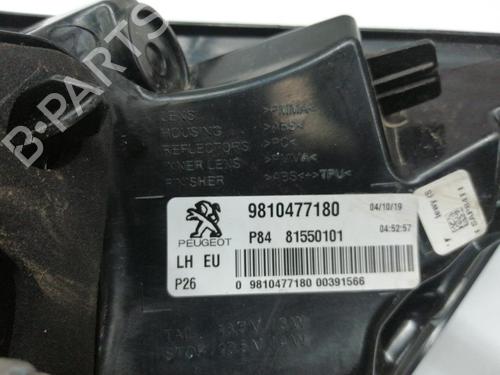 B-PARTS
LENS >PMMA<
HOUSING >ABS<
REFLECTORS >PC<
INNER LENS >PMMA<
FINISHER >ABS<+>TPU<
PEUGEOT
9810477180 04/10/19
P84 81550101 04:52:57
LH EU
P26 0 9810477180 00391566